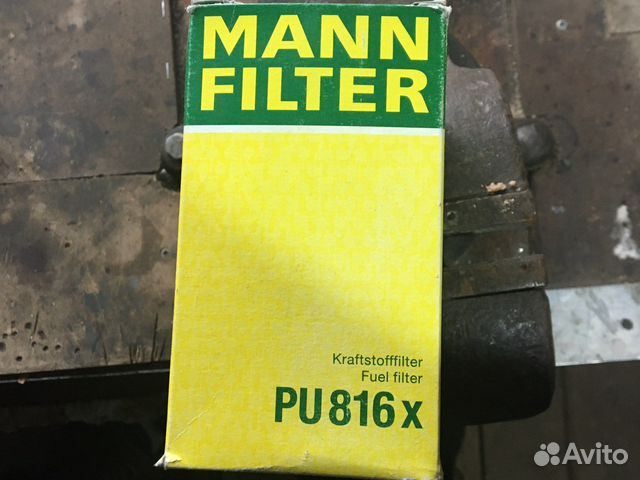 MANN
FILTER
Kraftstofffilter
Fuel filter
PU 816 x
Avito